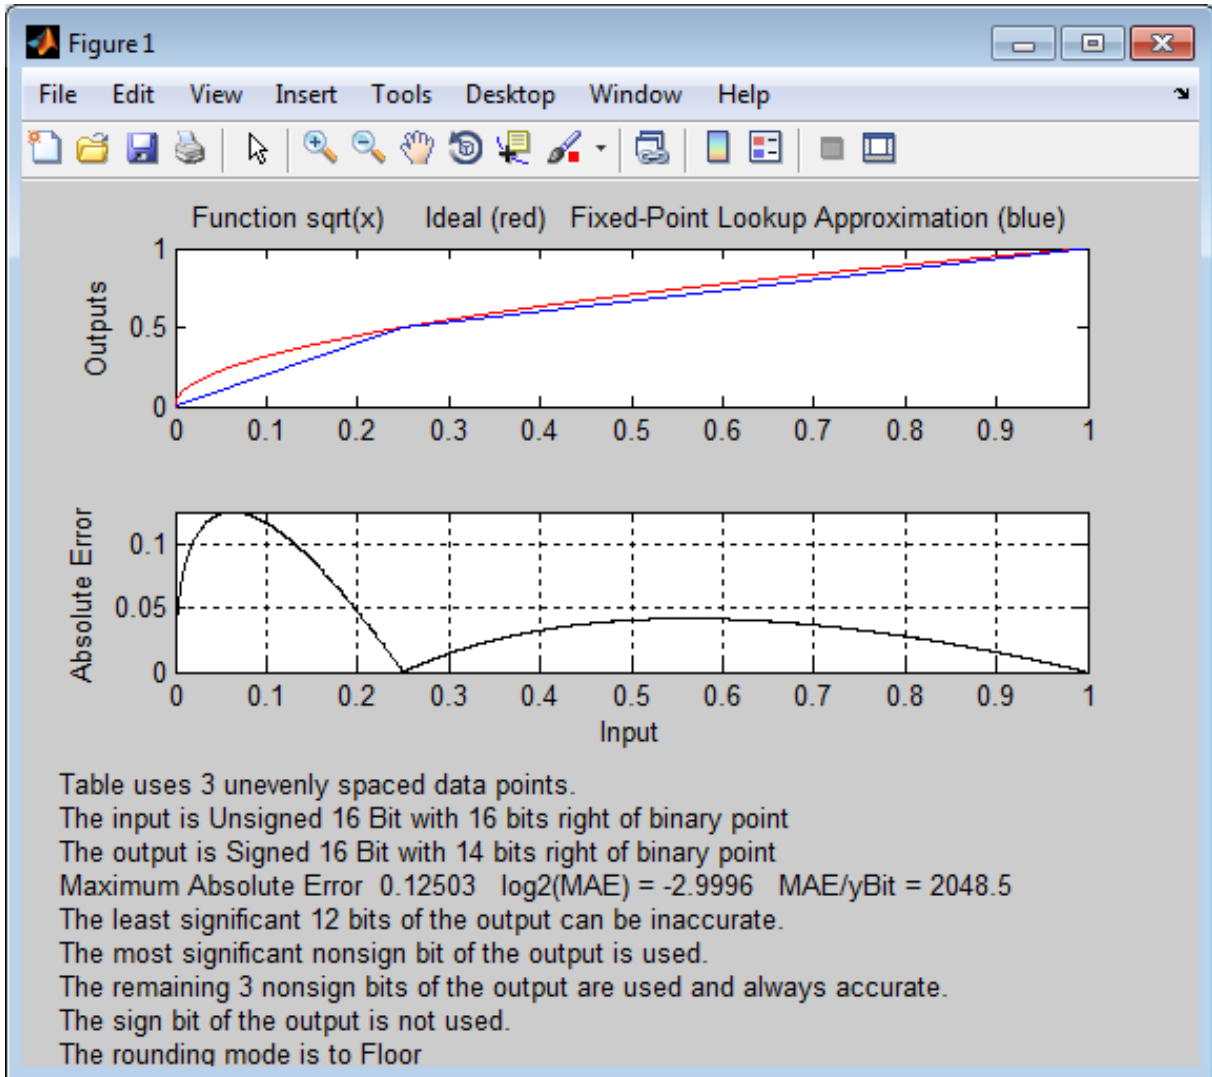 Figure 1
File Edit View Insert Tools Desktop Window Help
Function sqrt(x) Ideal (red) Fixed-Point Lookup Approximation (blue)
Outputs
1
0.5
0
0 0.1 0.2 0.3 0.4 0.5 0.6 0.7 0.8 0.9 1
Absolute Error
0.1
0.05
0
0 0.1 0.2 0.3 0.4 0.5 0.6 0.7 0.8 0.9 1
Input
Table uses 3 unevenly spaced data points.
The input is Unsigned 16 Bit with 16 bits right of binary point
The output is Signed 16 Bit with 14 bits right of binary point
Maximum Absolute Error 0.12503 log2(MAE) = -2.9996 MAE/yBit = 2048.5
The least significant 12 bits of the output can be inaccurate.
The most significant nonsign bit of the output is used.
The remaining 3 nonsign bits of the output are used and always accurate.
The sign bit of the output is not used.
The rounding mode is to Floor